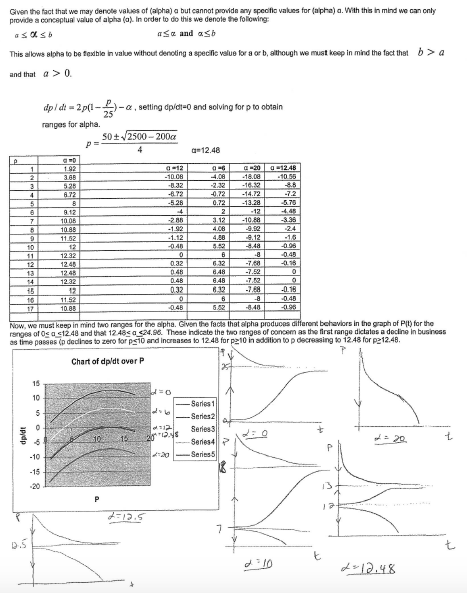 Given the fact that we may denote values of (alpha) α but cannot provide any specific values for (alpha) α. With this in mind we can only
provide a conceptual value of alpha (α). In order to do this we denote the following:
a ≤ α ≤ b a≤α and α≤b
This allows alpha to be flexible in value without denoting a specific value for a or b, although we must keep in mind the fact that b > a
and that a > 0.
dp / dt = 2p(1 - p/25) - α , setting dp/dt=0 and solving for p to obtain
ranges for alpha.
p = 50 ± √2500 - 200α / 4
α=12.48
p α=0 α=12 α=6 α=20 α=12.48
1 1.92 -10.08 -4.08 -18.08 -10.56
2 3.68 -8.32 -2.32 -16.32 -8.8
3 5.28 -6.72 -0.72 -14.72 -7.2
4 6.72 -5.28 0.72 -13.28 -5.76
5 8 -4 2 -12 -4.48
6 9.12 -2.88 3.12 -10.88 -3.36
7 10.08 -1.92 4.08 -9.92 -2.4
8 10.88 -1.12 4.88 -9.12 -1.6
9 11.52 -0.48 5.52 -8.48 -0.96
10 12 0 6 -8 -0.48
11 12.32 0.32 6.32 -7.68 -0.16
12 12.48 0.48 6.48 -7.52 0
13 12.48 0.48 6.48 -7.52 0
14 12.32 0.32 6.32 -7.68 -0.16
15 12 0 6 -8 -0.48
16 11.52 -0.48 5.52 -8.48 -0.96
17 10.88
Now, we must keep in mind two ranges for the alpha. Given the facts that alpha produces different behaviors in the graph of P(t) for the
ranges of 0≤ α ≤12.48 and that 12.48< α ≤24.96. These indicate the two ranges of concern as the first range dictates a decline in business
as time passes (p declines to zero for p≤10 and increases to 12.48 for p≥10 in addition to p decreasing to 12.48 for p≥12.48.
Chart of dp/dt over P
15
10
5
0
-5
-10
-15
-20
5 10 15 20
dp/dt
P
Series1
Series2
Series3
Series4
Series5
α=0
α=6
α=12
α=12.48
α=20
P
25
0
t
α=0
P
t
α=20
P
t
α=12.5
P
18
7
t
α=10
P
13
12
t
α=12.48